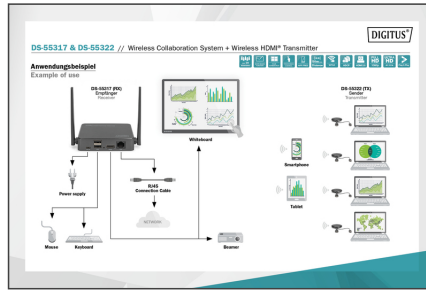 DIGITUS®
DS-55317 & DS-55322 // Wireless Collaboration System + Wireless HDMI® Transmitter
Anwendungsbeispiel
Example of use
DS-55317 (RX)
Empfänger
Receiver
DS-55322 (TX)
Sender
Transmitter
Whiteboard
Smartphone
Power supply
RJ45
Connection Cable
Tablet
NETWORK
Mouse
Keyboard
Beamer